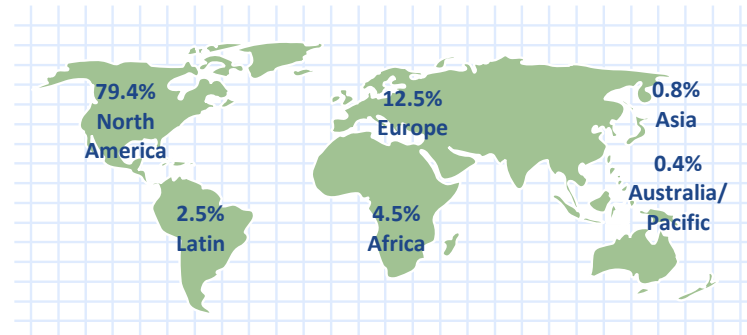 79.4%
North
America
12.5%
Europe
0.8%
Asia
0.4%
Australia/
Pacific
2.5%
Latin
4.5%
Africa